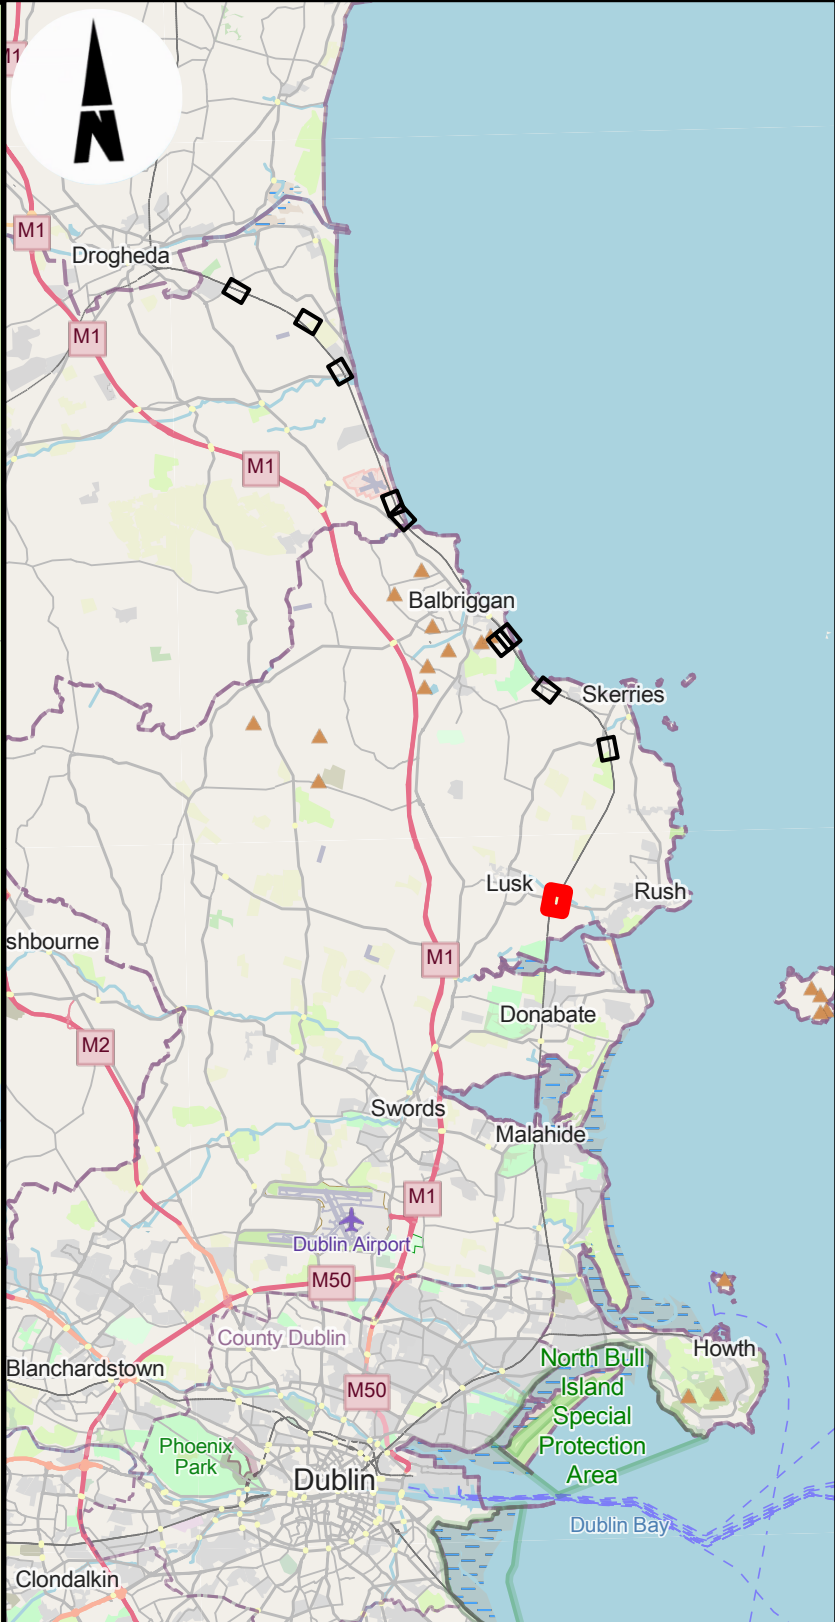 M1
N
M1
Drogheda
M1
M1
Balbriggan
Skerries
Lusk
Rush
shbourne
M1
Donabate
M2
Swords
Malahide
M1
Dublin Airport
M50
County Dublin
Howth
Blanchardstown
North Bull
Island
Special
Protection
Area
M50
Phoenix
Park
Dublin
Dublin Bay
Clondalkin